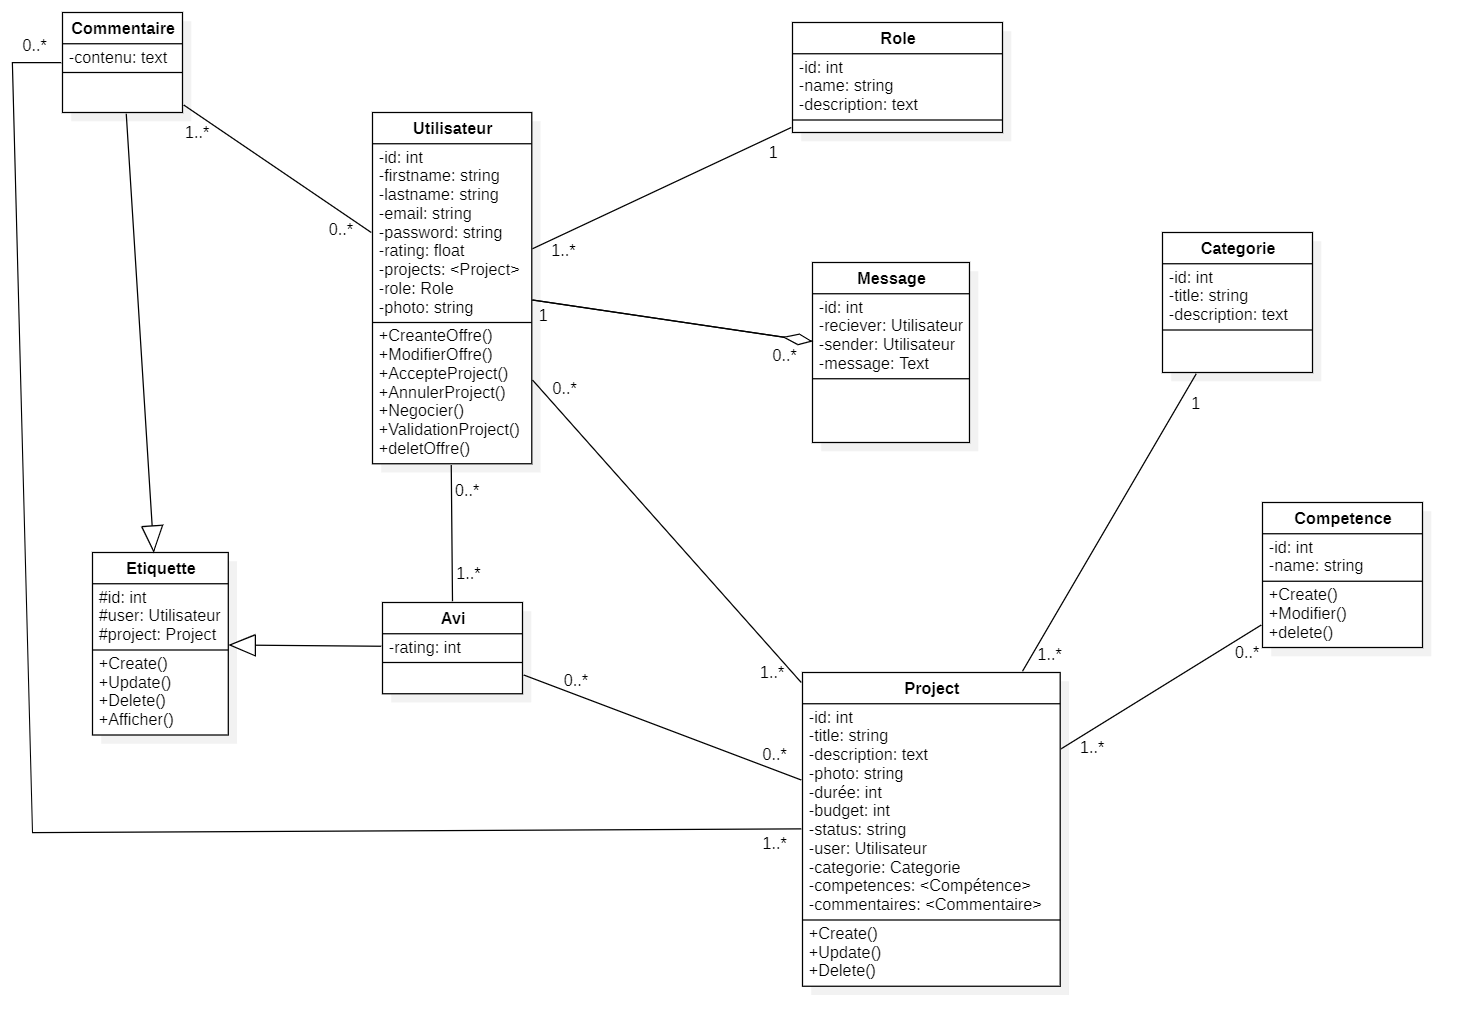 Commentaire
-contenu: text
0..*
1..*
Utilisateur
-id: int
-firstname: string
-lastname: string
-email: string
-password: string
-rating: float
-projects: <Project>
-role: Role
-photo: string
+CreanteOffre()
+ModifierOffre()
+AccepteProject()
+AnnulerProject()
+Negocier()
+ValidationProject()
+deletOffre()
0..*
1..*
1
0..*
0..*
Role
-id: int
-name: string
-description: text
1
Message
-id: int
-reciever: Utilisateur
-sender: Utilisateur
-message: Text
0..*
Categorie
-id: int
-title: string
-description: text
1
Competence
-id: int
-name: string
+Create()
+Modifier()
+delete()
0..*
Etiquette
#id: int
#user: Utilisateur
#project: Project
+Create()
+Update()
+Delete()
+Afficher()
1..*
Avi
-rating: int
0..*
1..*
1..*
1..*
0..*
1..*
Project
-id: int
-title: string
-description: text
-photo: string
-durée: int
-budget: int
-status: string
-user: Utilisateur
-categorie: Categorie
-competences: <Compétence>
-commentaires: <Commentaire>
+Create()
+Update()
+Delete()